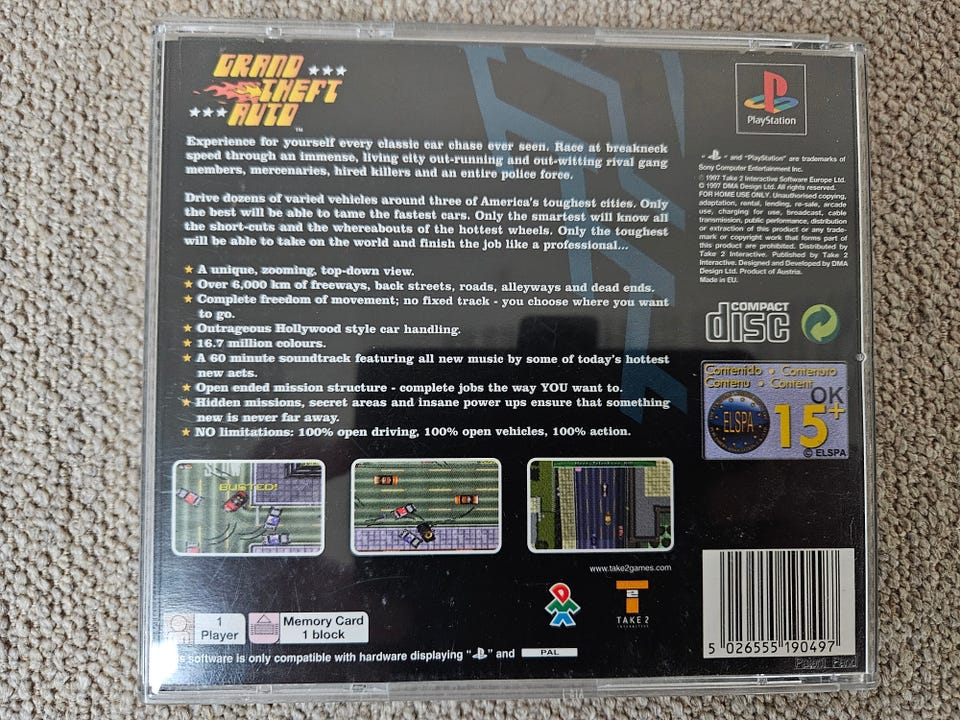 GRAND
THEFT
AUTO
™
Experience for yourself every classic car chase ever seen. Race at breakneck
speed through an immense, living city out-running and out-witting rival gang
members, mercenaries, hired killers and an entire police force.
Drive dozens of varied vehicles around three of America's toughest cities. Only
the best will be able to tame the fastest cars. Only the smartest will know all
the short-cuts and the whereabouts of the hottest wheels. Only the toughest
will be able to take on the world and finish the job like a professional...
A unique, zooming, top-down view.
Over 6,000 km of freeways, back streets, roads, alleyways and dead ends.
Complete freedom of movement; no fixed track - you choose where you want
to go.
Outrageous Hollywood style car handling.
16.7 million colours.
A 60 minute soundtrack featuring all new music by some of today's hottest
new acts.
Open ended mission structure - complete jobs the way YOU want to.
Hidden missions, secret areas and insane power ups ensure that something
new is never far away.
NO limitations: 100% open driving, 100% open vehicles, 100% action.
BUSTED!
www.take2games.com
T2
TAKE 2
INTERACTIVE
1
Player
Memory Card
1 block
s software is only compatible with hardware displaying " " and PAL
PlayStation
" " and "PlayStation" are trademarks of
Sony Computer Entertainment Inc.
© 1997 Take 2 Interactive Software Europe Ltd.
© 1997 DMA Design Ltd. All rights reserved.
FOR HOME USE ONLY. Unauthorised copying,
adaptation, rental, lending, re-sale, arcade
use, charging for use, broadcast, cable
transmission, public performance, distribution
or extraction of this product or any trade-
mark or copyright work that forms part of
this product are prohibited. Distributed by
Take 2 Interactive. Published by Take 2
Interactive. Designed and Developed by DMA
Design Ltd. Product of Austria.
Made in EU.
COMPACT
disc
Contenido • Contenuto
Contenu • Content
OK
ELSPA
15+
© ELSPA
5 026555 190497
Patent Pend